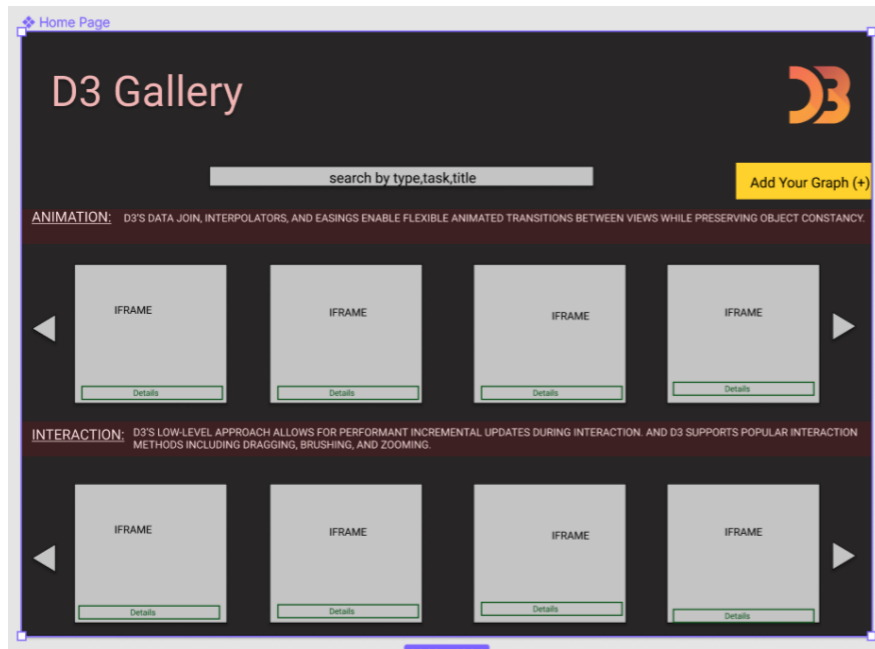 Home Page
D3 Gallery
D3
search by type,task,title
Add Your Graph (+)
ANIMATION: D3'S DATA JOIN, INTERPOLATORS, AND EASINGS ENABLE FLEXIBLE ANIMATED TRANSITIONS BETWEEN VIEWS WHILE PRESERVING OBJECT CONSTANCY.
IFRAME IFRAME IFRAME IFRAME
Details Details Details Details
INTERACTION: D3'S LOW-LEVEL APPROACH ALLOWS FOR PERFORMANT INCREMENTAL UPDATES DURING INTERACTION. AND D3 SUPPORTS POPULAR INTERACTION
METHODS INCLUDING DRAGGING, BRUSHING, AND ZOOMING.
IFRAME IFRAME IFRAME IFRAME
Details Details Details Details